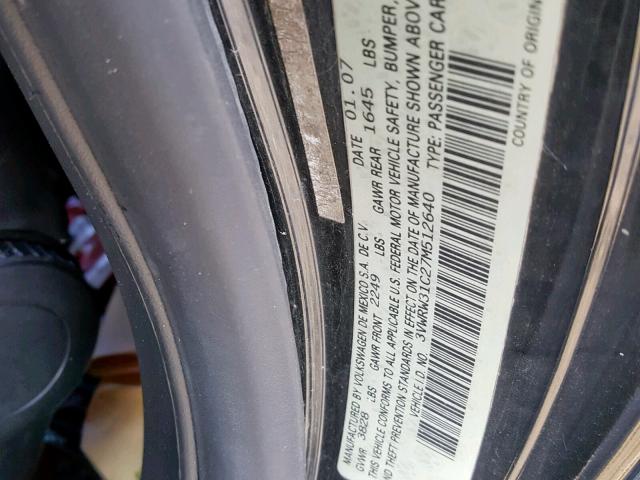 MANUFACTURED BY VOLKSWAGEN DE MEXICO S.A. DE C.V. DATE 01.07
GVWR 3828 LBS GAWR FRONT 2249 LBS GAWR REAR 1645 LBS
THIS VEHICLE CONFORMS TO ALL APPLICABLE U.S. FEDERAL MOTOR VEHICLE SAFETY, BUMPER,
AND THEFT PREVENTION STANDARDS IN EFFECT ON THE DATE OF MANUFACTURE SHOWN ABOVE
VEHICLE I.D. NO. 3VWRW31C27M512640 TYPE: PASSENGER CAR
COUNTRY OF ORIGIN